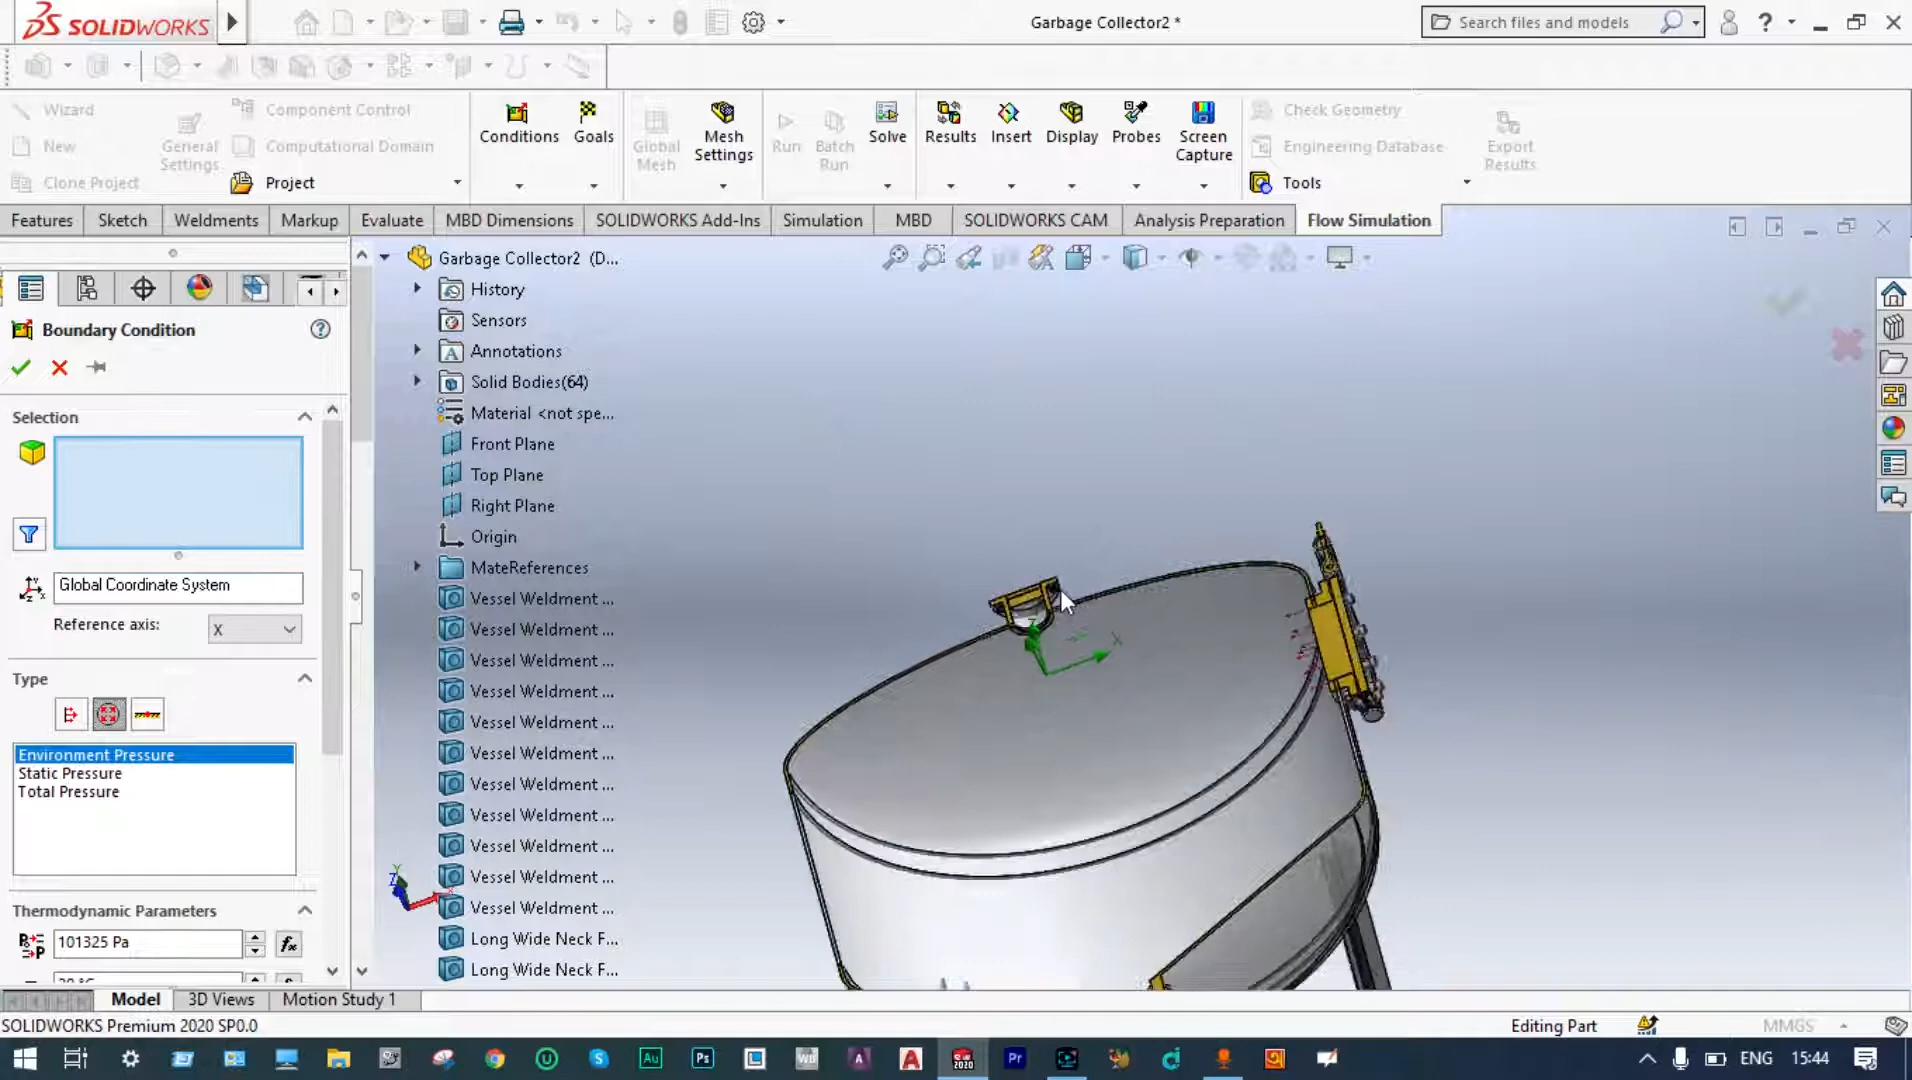 SOLIDWORKS
Garbage Collector2 *
Search files and models
Wizard
New
Clone Project
General Settings
Component Control
Computational Domain
Project
Conditions
Goals
Global Mesh
Mesh Settings
Run
Batch Run
Solve
Results
Insert
Display
Probes
Screen Capture
Check Geometry
Engineering Database
Tools
Export Results
Features
Sketch
Weldments
Markup
Evaluate
MBD Dimensions
SOLIDWORKS Add-Ins
Simulation
MBD
SOLIDWORKS CAM
Analysis Preparation
Flow Simulation
Boundary Condition
Selection
Global Coordinate System
Reference axis:
X
Type
Environment Pressure
Static Pressure
Total Pressure
Thermodynamic Parameters
101325 Pa
Garbage Collector2 (D...
History
Sensors
Annotations
Solid Bodies(64)
Material <not spe...
Front Plane
Top Plane
Right Plane
Origin
MateReferences
Vessel Weldment ...
Vessel Weldment ...
Vessel Weldment ...
Vessel Weldment ...
Vessel Weldment ...
Vessel Weldment ...
Vessel Weldment ...
Vessel Weldment ...
Vessel Weldment ...
Vessel Weldment ...
Vessel Weldment ...
Long Wide Neck F...
Long Wide Neck F...
Model
3D Views
Motion Study 1
SOLIDWORKS Premium 2020 SP0.0
Editing Part
MMGS
ENG
15:44